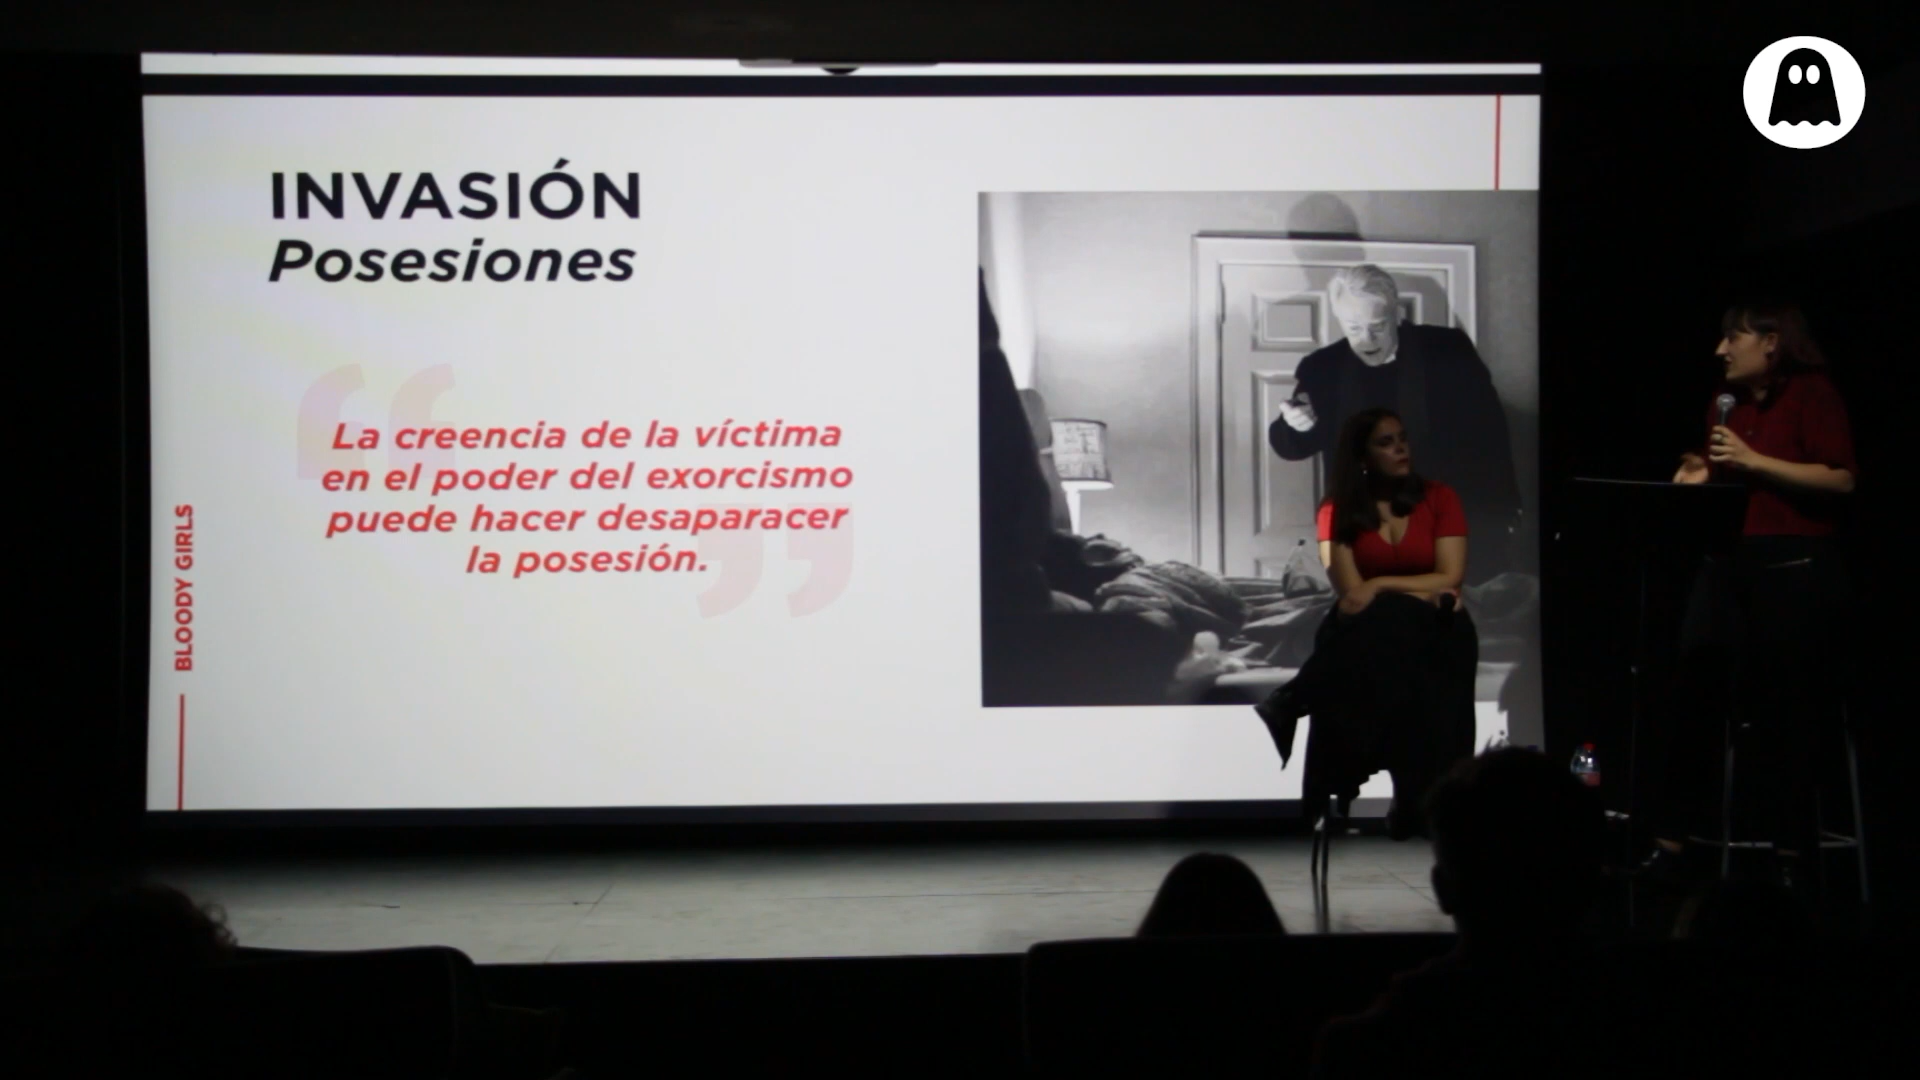 INVASIÓN
Posesiones
La creencia de la víctima
en el poder del exorcismo
puede hacer desaparacer
la posesión.
BLOODY GIRLS